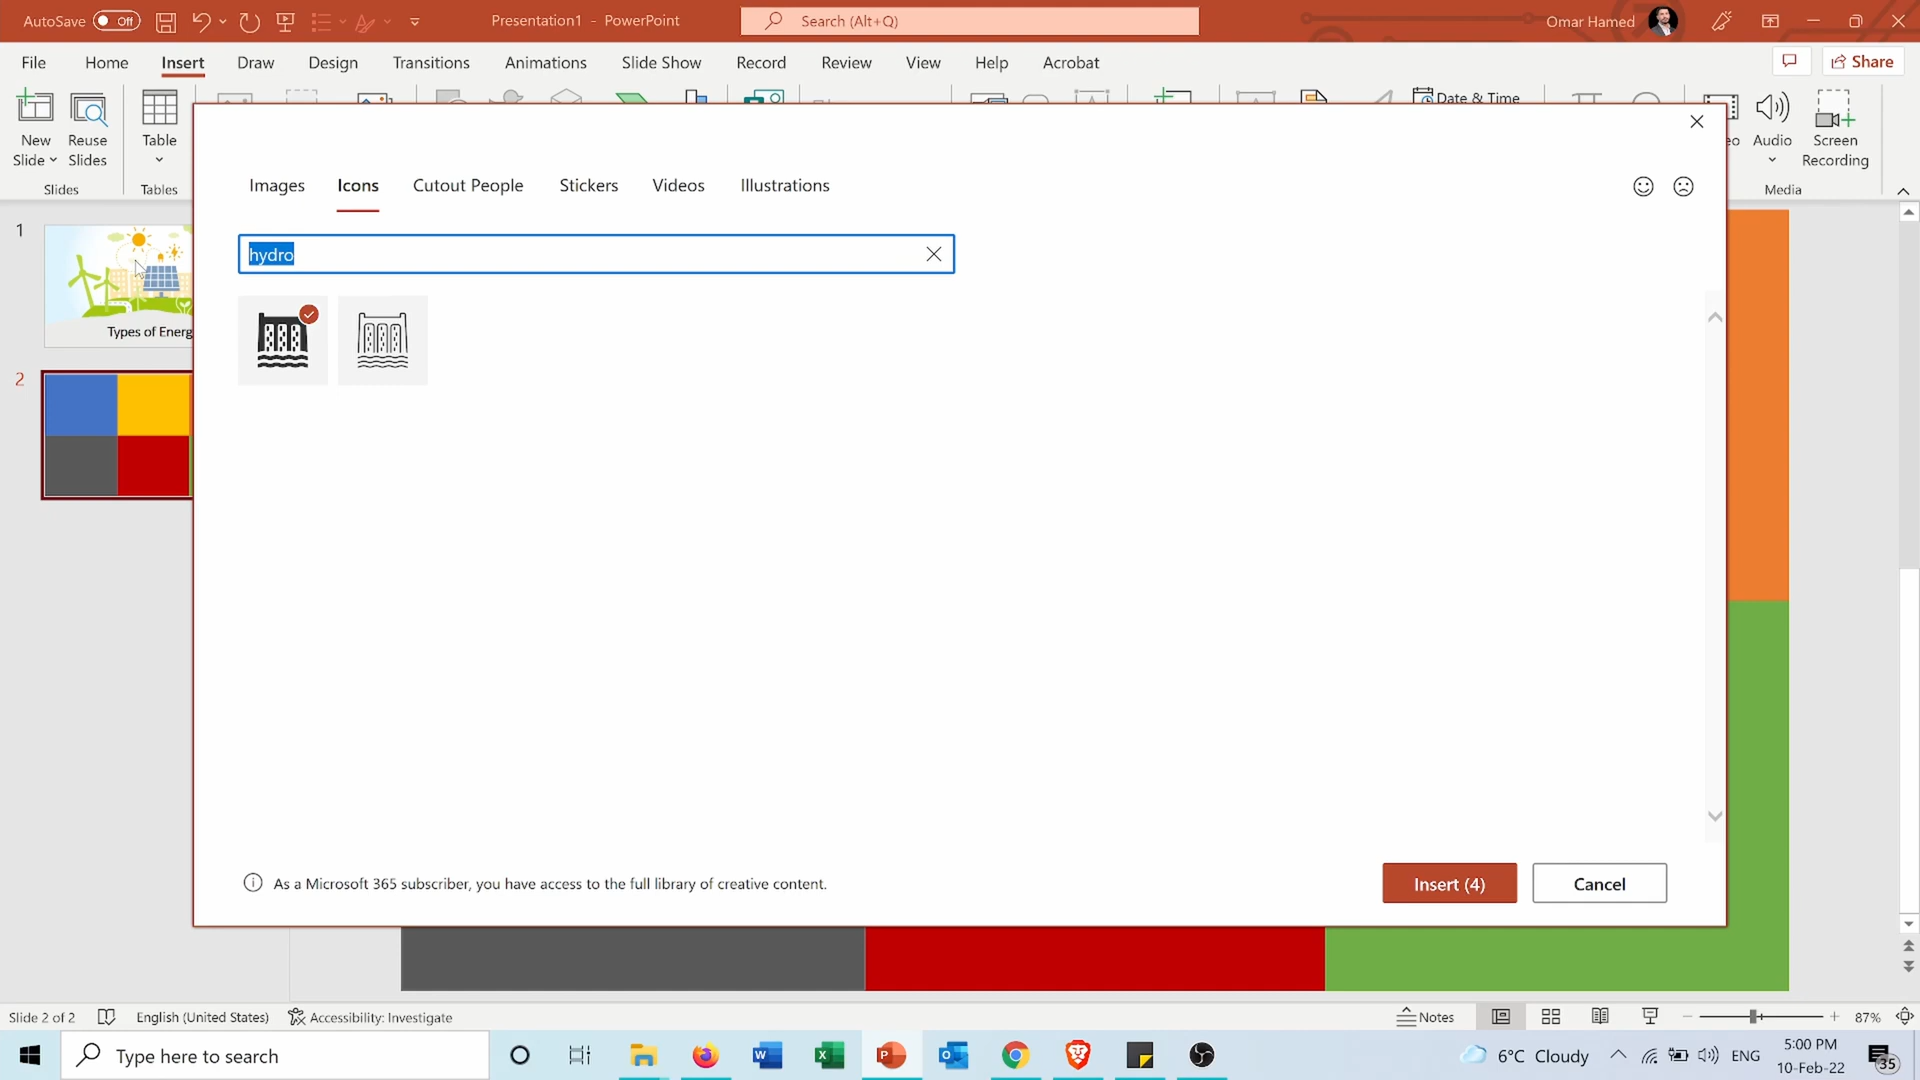 AutoSave Off
Presentation1 - PowerPoint
Search (Alt+Q)
Omar Hamed
File Home Insert Draw Design Transitions Animations Slide Show Record Review View Help Acrobat
Share
New Slide
Reuse Slides
Table
Date & Time
eo
Audio
Screen Recording
Slides
Tables
Media
Images Icons Cutout People Stickers Videos Illustrations
hydro
1
Types of Energ
2
As a Microsoft 365 subscriber, you have access to the full library of creative content.
Insert (4)
Cancel
Slide 2 of 2
English (United States)
Accessibility: Investigate
Notes
87%
Type here to search
6°C Cloudy
ENG
5:00 PM
10-Feb-22
35